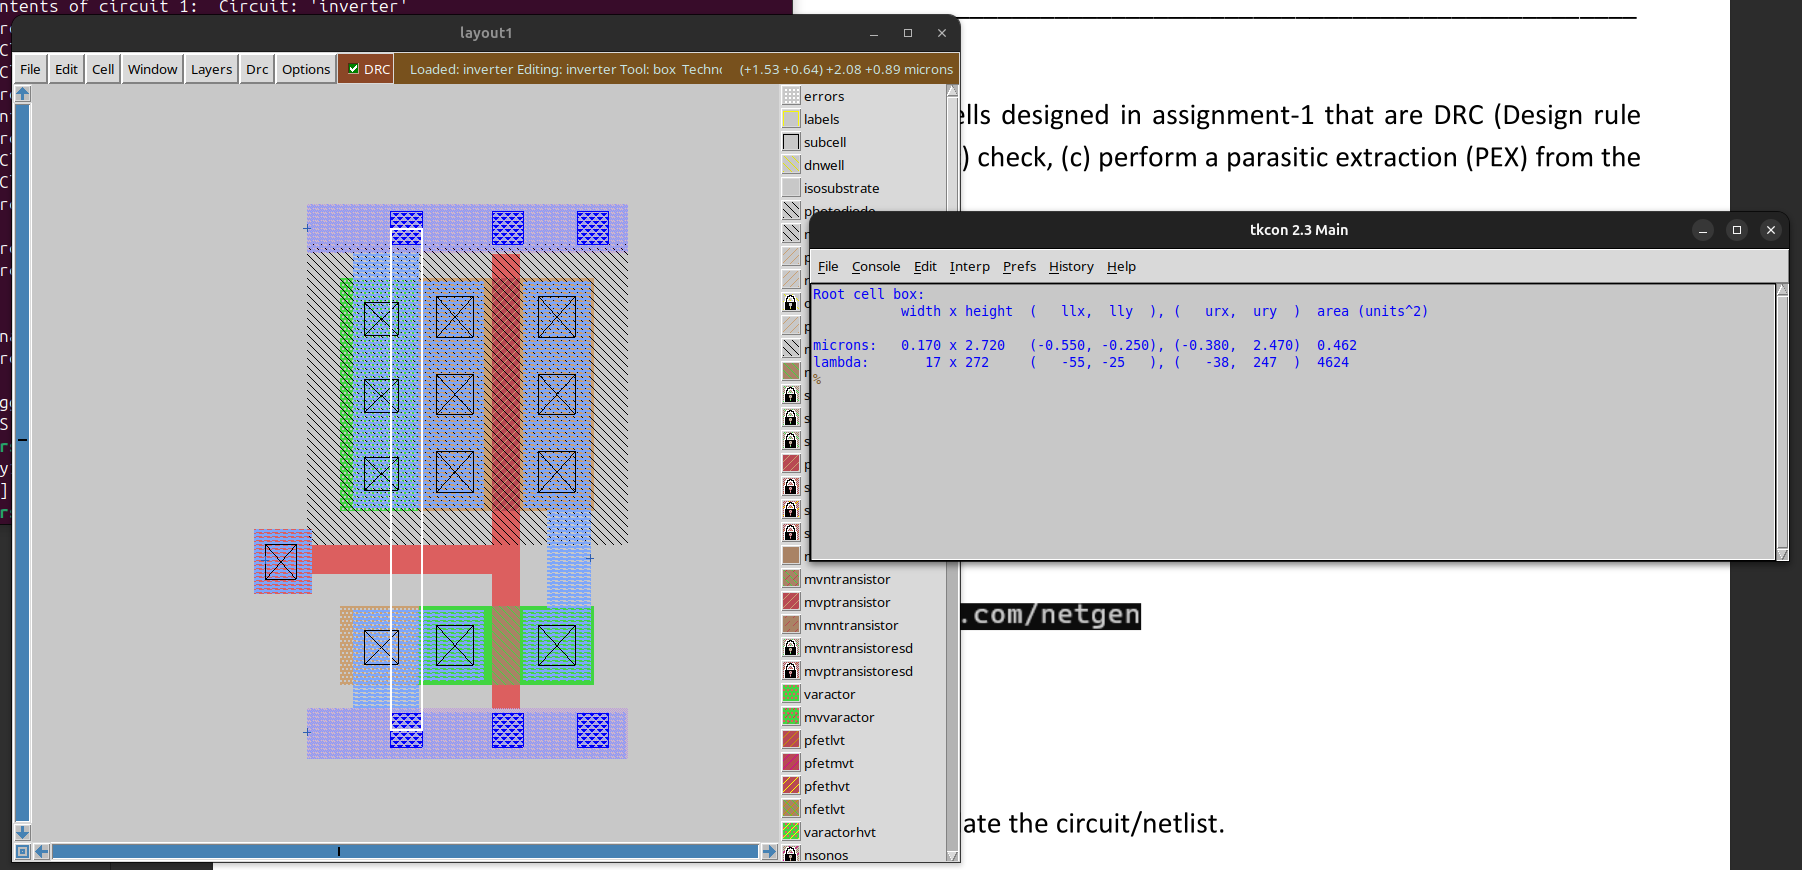 ntents of circuit 1:  Circuit: 'inverter'
layout1
File Edit Cell Window Layers Drc Options DRC Loaded: inverter Editing: inverter Tool: box Techno (+1.53 +0.64) +2.08 +0.89 microns
errors
labels
subcell
dnwell
isosubstrate
photodiode
mvntransistor
mvptransistor
mvnntransistor
mvntransistoresd
mvptransistoresd
varactor
mvvaractor
pfetlvt
pfetmvt
pfethvt
nfetlvt
varactorhvt
nsonos
ells designed in assignment-1 that are DRC (Design rule
) check, (c) perform a parasitic extraction (PEX) from the
tkcon 2.3 Main
File Console Edit Interp Prefs History Help
Root cell box:
width x height  (   llx,  lly  ), (   urx,  ury  )  area (units^2)
microns:   0.170 x 2.720   (-0.550, -0.250), (-0.380,  2.470)  0.462
lambda:       17 x 272     (   -55, -25   ), (   -38,  247  )  4624
%
.com/netgen
ate the circuit/netlist.